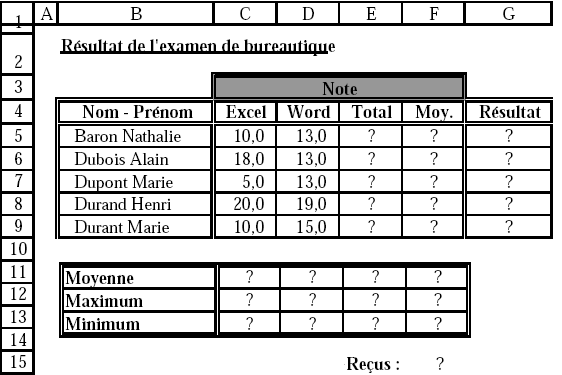 A B C D E F G
1
Résultat de l'examen de bureautique
2
3 Note
4 Nom - Prénom Excel Word Total Moy. Résultat
5 Baron Nathalie 10,0 13,0 ? ? ?
6 Dubois Alain 18,0 13,0 ? ? ?
7 Dupont Marie 5,0 13,0 ? ? ?
8 Durand Henri 20,0 19,0 ? ? ?
9 Durant Marie 10,0 15,0 ? ? ?
10
11 Moyenne ? ? ? ?
12 Maximum ? ? ? ?
13 Minimum ? ? ? ?
14
15 Reçus : ?